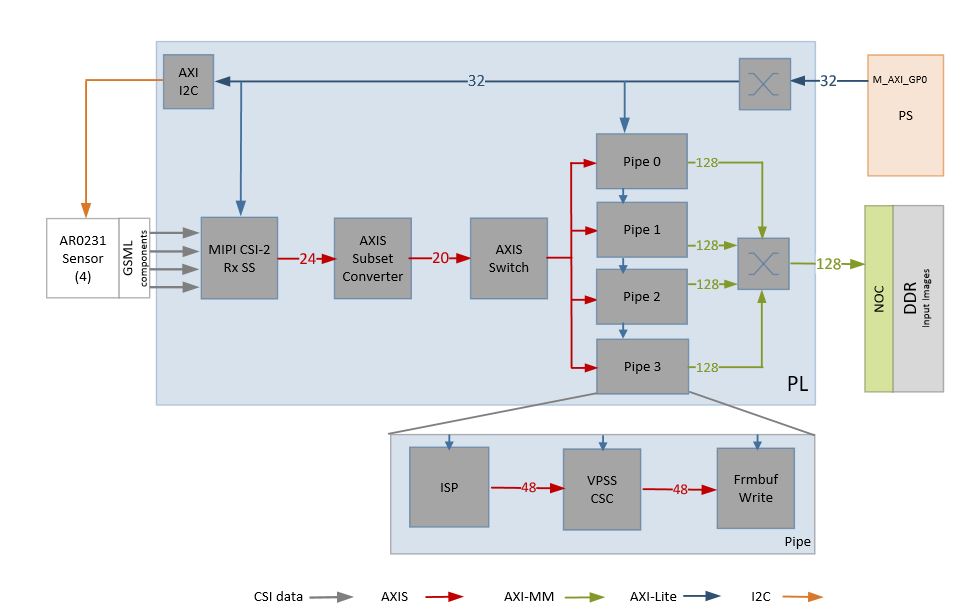 AXI
I2C
32
32
M_AXI_GP0
PS
Pipe 0
128
AR0231
Sensor
(4)
GSML
components
MIPI CSI-2
Rx SS
24
AXIS
Subset
Converter
20
AXIS
Switch
Pipe 1
128
Pipe 2
128
128
NOC
DDR
Input Images
Pipe 3
128
PL
ISP
48
VPSS
CSC
48
Frmbuf
Write
Pipe
CSI data
AXIS
AXI-MM
AXI-Lite
I2C